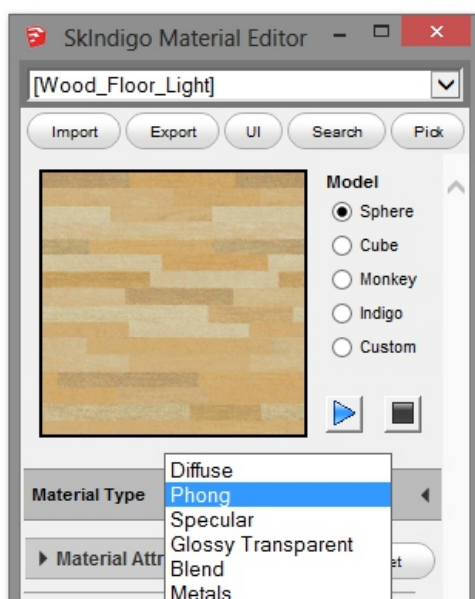 SkIndigo Material Editor
[Wood_Floor_Light]
Import Export UI Search Pick
Model
Sphere
Cube
Monkey
Indigo
Custom
Diffuse
Material Type Phong
Specular
Glossy Transparent
Material Attr et
Blend
Metals